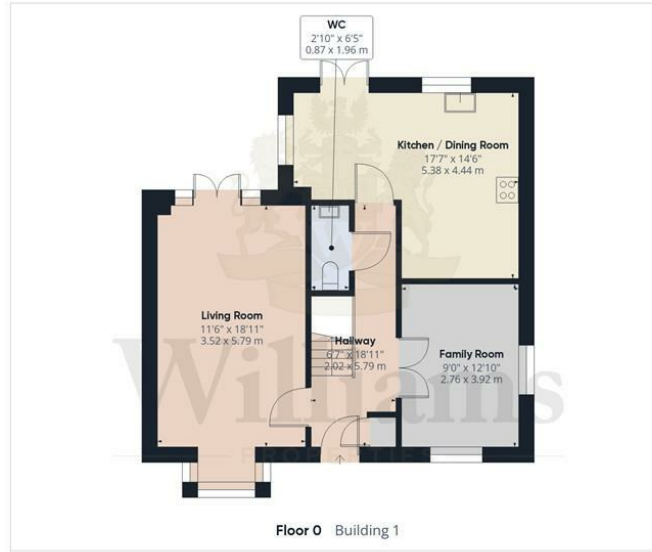 WC
2'10" x 6'5"
0.87 x 1.96 m
Kitchen / Dining Room
17'7" x 14'6"
5.38 x 4.44 m
Living Room
11'6" x 18'11"
3.52 x 5.79 m
Hallway
6'7" x 18'11"
2.02 x 5.79 m
Family Room
9'0" x 12'10"
2.76 x 3.92 m
Williams
PROPERTIES
Floor 0 Building 1